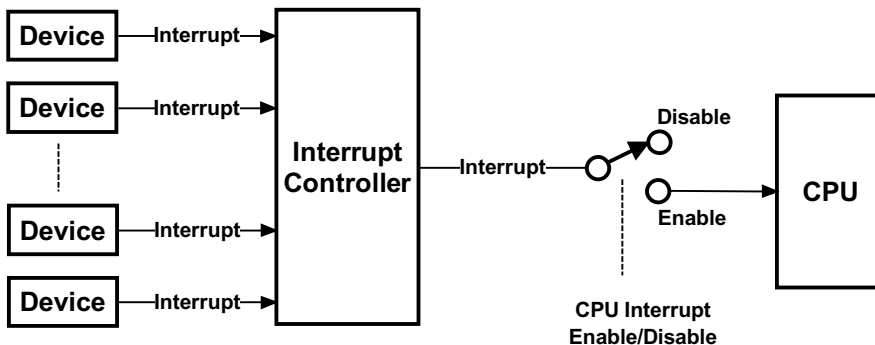 Device
Interrupt
Device
Interrupt
Device
Interrupt
Device
Interrupt
Interrupt
Controller
Interrupt
Disable
Enable
CPU
CPU Interrupt
Enable/Disable